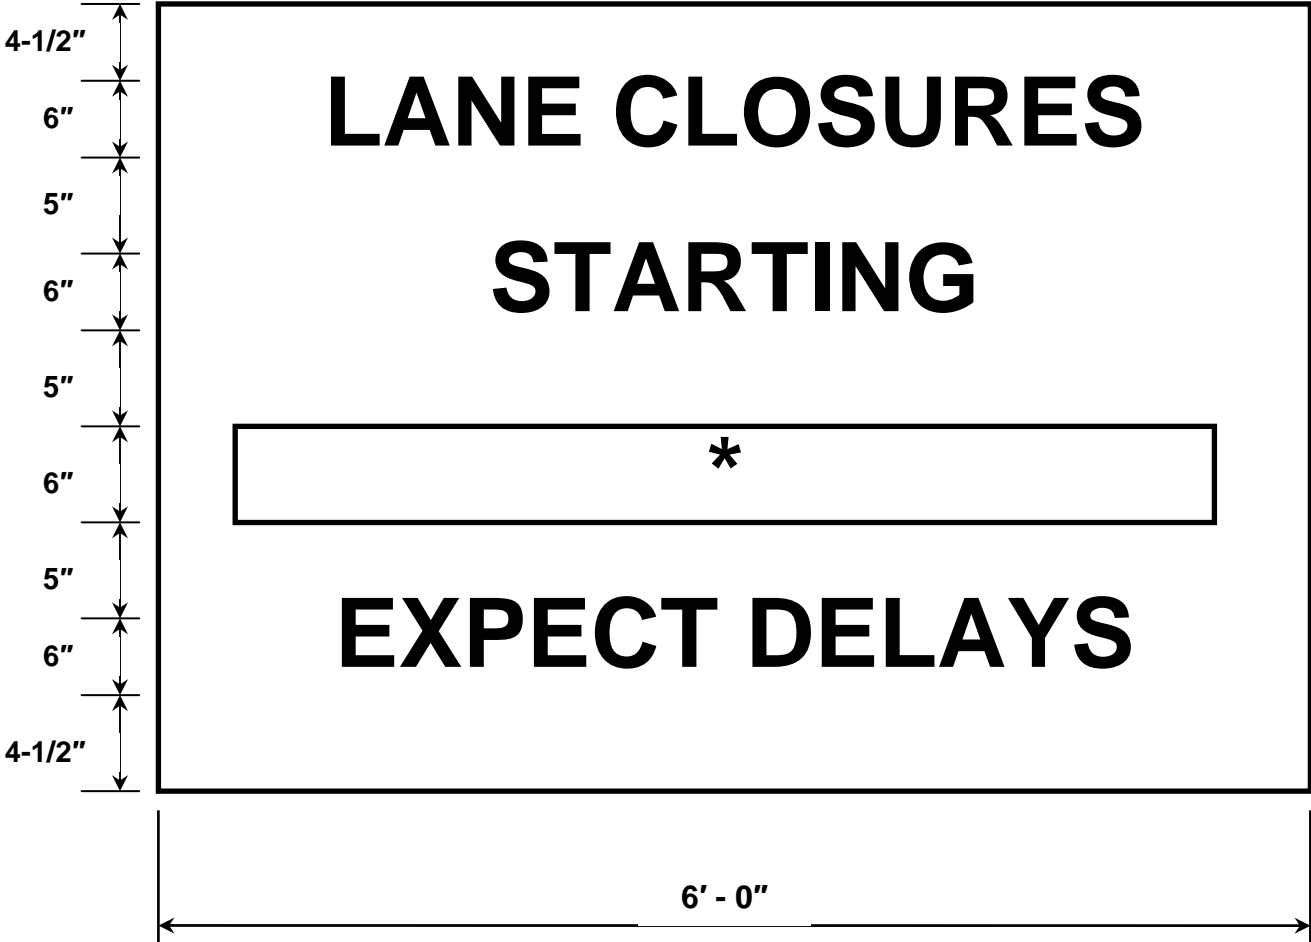 4-1/2″
LANE CLOSURES
6″
5″
STARTING
6″
5″
*
6″
5″
EXPECT DELAYS
6″
4-1/2″
6′ - 0″